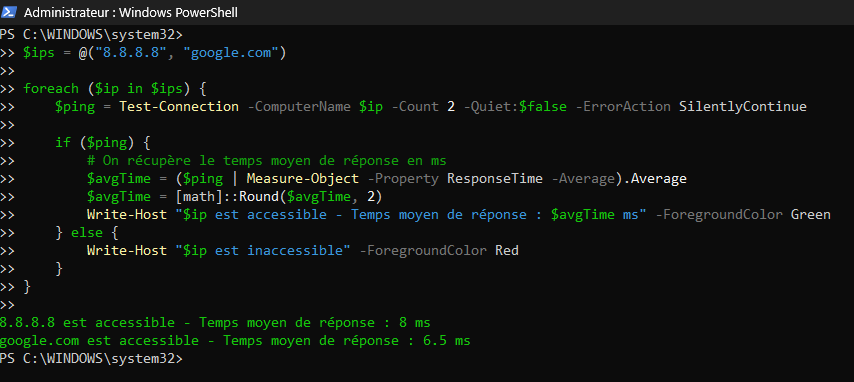 Administrateur : Windows PowerShell
PS C:\WINDOWS\system32>
>> $ips = @("8.8.8.8", "google.com")
>>
>> foreach ($ip in $ips) {
>>     $ping = Test-Connection -ComputerName $ip -Count 2 -Quiet:$false -ErrorAction SilentlyContinue
>>
>>     if ($ping) {
>>         # On récupère le temps moyen de réponse en ms
>>         $avgTime = ($ping | Measure-Object -Property ResponseTime -Average).Average
>>         $avgTime = [math]::Round($avgTime, 2)
>>         Write-Host "$ip est accessible - Temps moyen de réponse : $avgTime ms" -ForegroundColor Green
>>     } else {
>>         Write-Host "$ip est inaccessible" -ForegroundColor Red
>>     }
>> }
>>
8.8.8.8 est accessible - Temps moyen de réponse : 8 ms
google.com est accessible - Temps moyen de réponse : 6.5 ms
PS C:\WINDOWS\system32>